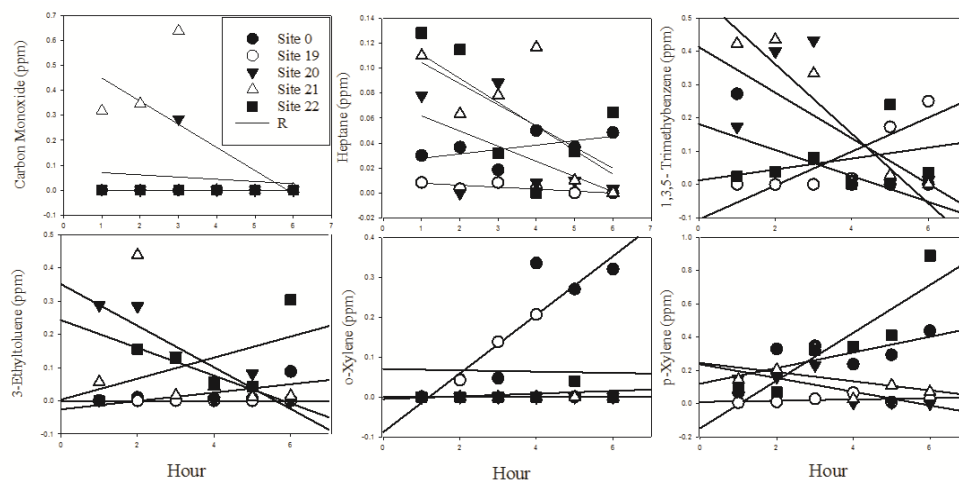 Carbon Monoxide (ppm)
0.7
0.6
0.5
0.4
0.3
0.2
0.1
0.0
-0.1
0 1 2 3 4 5 6 7
Site 0
Site 19
Site 20
Site 21
Site 22
R
Heptane (ppm)
0.14
0.12
0.10
0.08
0.06
0.04
0.02
0.00
-0.02
0 1 2 3 4 5 6 7
1,3,5- Trimethybenzene (ppm)
0.5
0.4
0.3
0.2
0.1
0.0
-0.1
0 2 4 6
3-Ethyltoluene (ppm)
0.5
0.4
0.3
0.2
0.1
0.0
-0.1
0 2 4 6
Hour
o-Xylene (ppm)
0.4
0.3
0.2
0.1
0.0
-0.1
0 2 4 6
Hour
p-Xylene (ppm)
1.0
0.8
0.6
0.4
0.2
0.0
-0.2
0 2 4 6
Hour